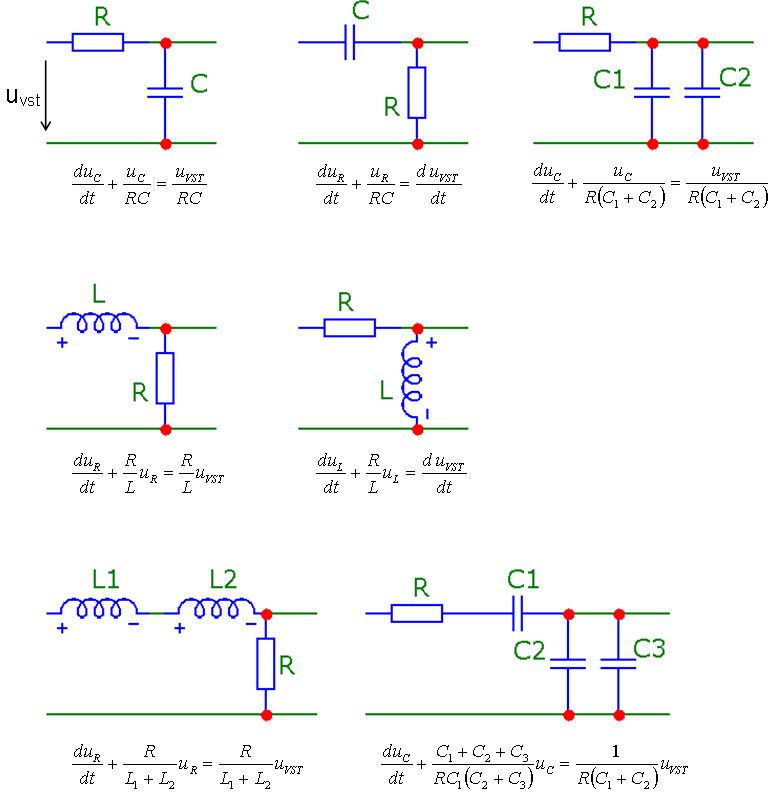 R C C
u_vst C R
R C1 C2
\frac{du_C}{dt} + \frac{u_C}{RC} = \frac{u_{VST}}{RC}
\frac{du_R}{dt} + \frac{u_R}{RC} = \frac{d u_{VST}}{dt}
\frac{du_C}{dt} + \frac{u_C}{R(C_1 + C_2)} = \frac{u_{VST}}{R(C_1 + C_2)}
L
+ −
R
R
+
L
−
\frac{du_R}{dt} + \frac{R}{L} u_R = \frac{R}{L} u_{VST}
\frac{du_L}{dt} + \frac{R}{L} u_L = \frac{d u_{VST}}{dt}
L1 L2
+ − + −
R
R C1
C2 C3
\frac{du_R}{dt} + \frac{R}{L_1 + L_2} u_R = \frac{R}{L_1 + L_2} u_{VST}
\frac{du_C}{dt} + \frac{C_1 + C_2 + C_3}{RC_1(C_2 + C_3)} u_C = \frac{1}{R(C_1 + C_2)} u_{VST}